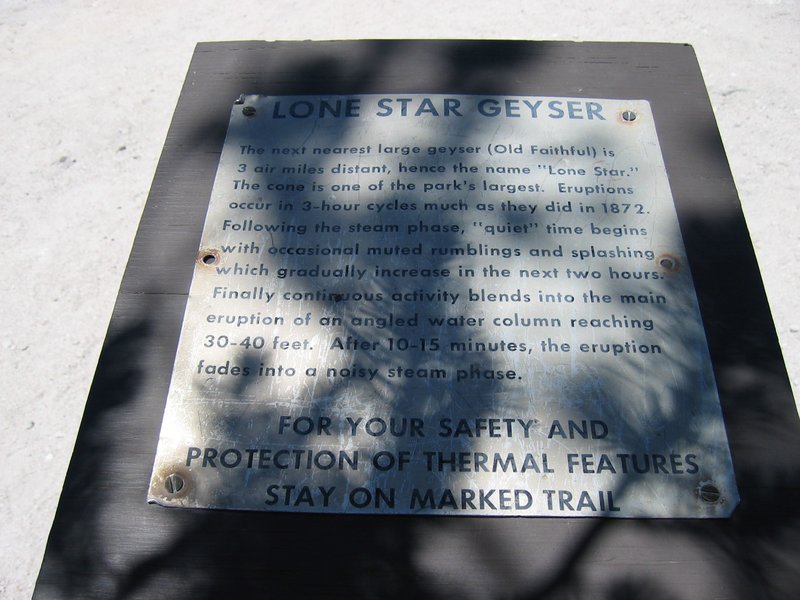 LONE STAR GEYSER
The next nearest large geyser (Old Faithful) is
3 air miles distant, hence the name "Lone Star."
The cone is one of the park's largest. Eruptions
occur in 3-hour cycles much as they did in 1872.
Following the steam phase, "quiet" time begins
with occasional muted rumblings and splashing
which gradually increase in the next two hours.
Finally continuous activity blends into the main
eruption of an angled water column reaching
30-40 feet. After 10-15 minutes, the eruption
fades into a noisy steam phase.
FOR YOUR SAFETY AND
PROTECTION OF THERMAL FEATURES
STAY ON MARKED TRAIL